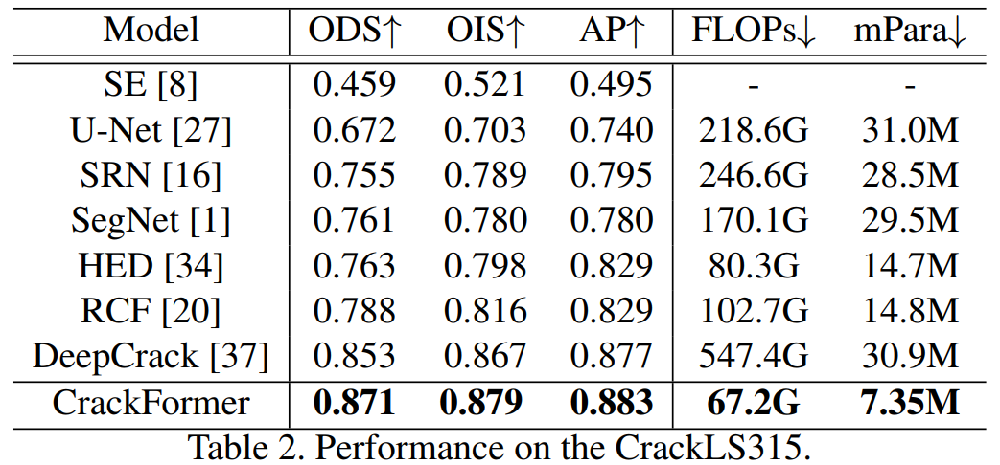 Model ODS↑ OIS↑ AP↑ FLOPs↓ mPara↓
SE [8] 0.459 0.521 0.495 - -
U-Net [27] 0.672 0.703 0.740 218.6G 31.0M
SRN [16] 0.755 0.789 0.795 246.6G 28.5M
SegNet [1] 0.761 0.780 0.780 170.1G 29.5M
HED [34] 0.763 0.798 0.829 80.3G 14.7M
RCF [20] 0.788 0.816 0.829 102.7G 14.8M
DeepCrack [37] 0.853 0.867 0.877 547.4G 30.9M
CrackFormer 0.871 0.879 0.883 67.2G 7.35M
Table 2. Performance on the CrackLS315.